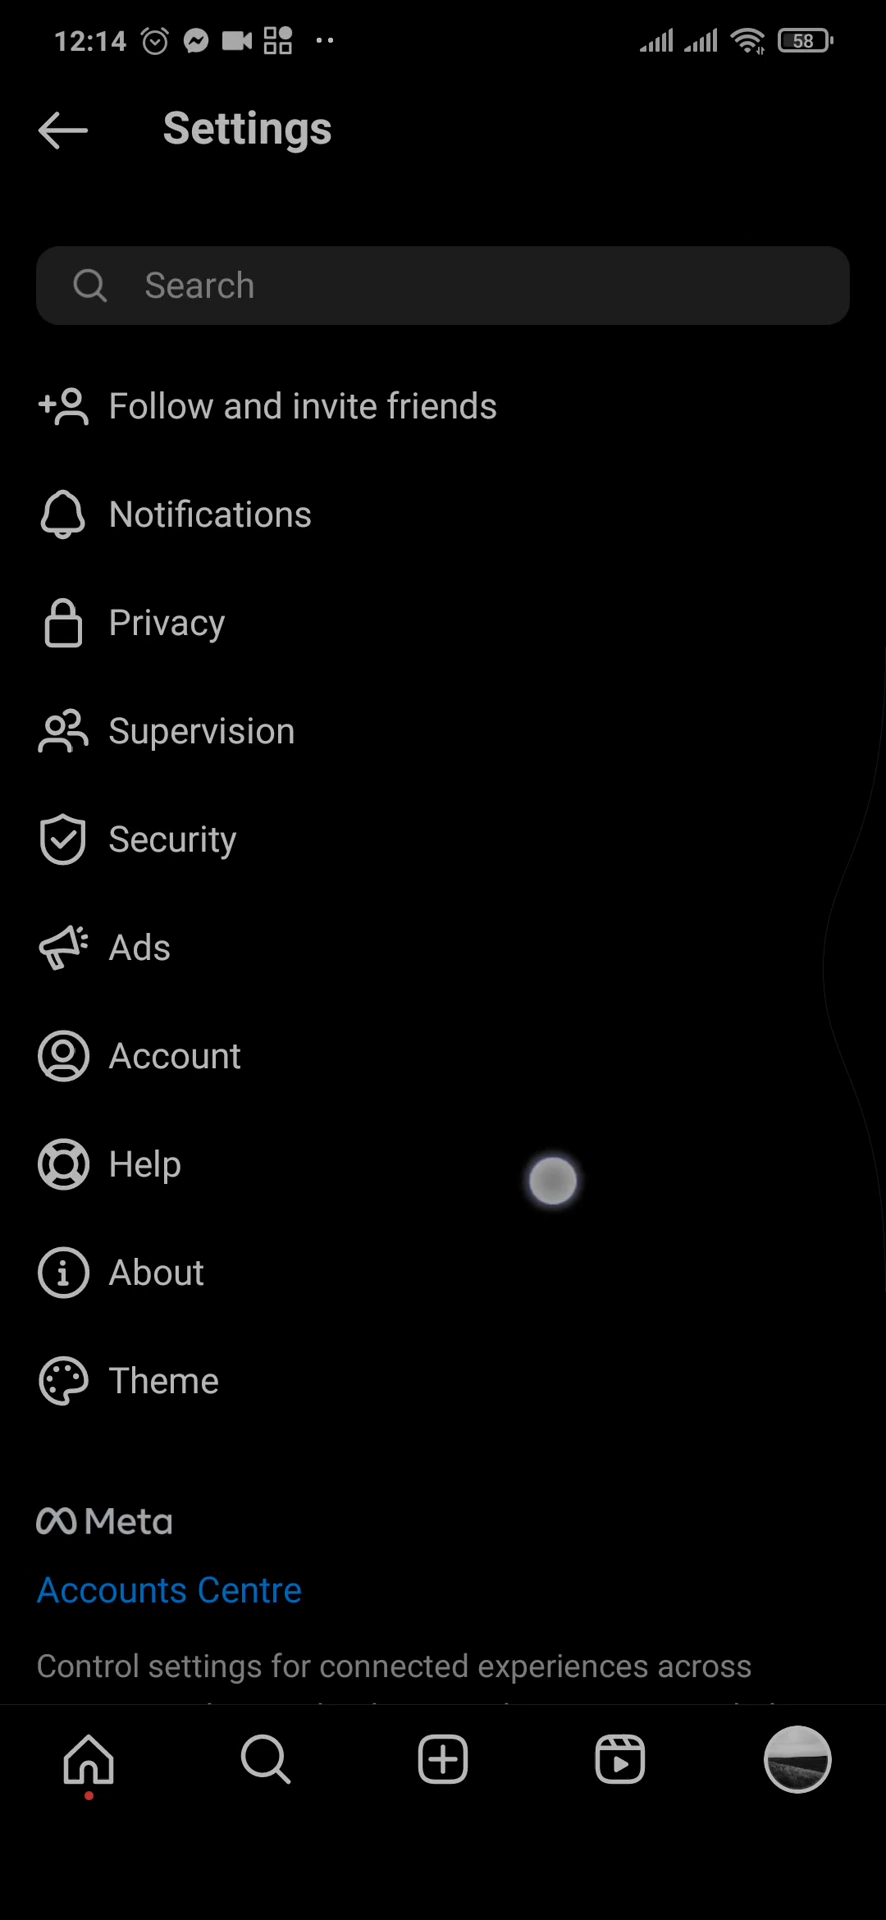 12:14
58
Settings
Search
Follow and invite friends
Notifications
Privacy
Supervision
Security
Ads
Account
Help
About
Theme
Meta
Accounts Centre
Control settings for connected experiences across